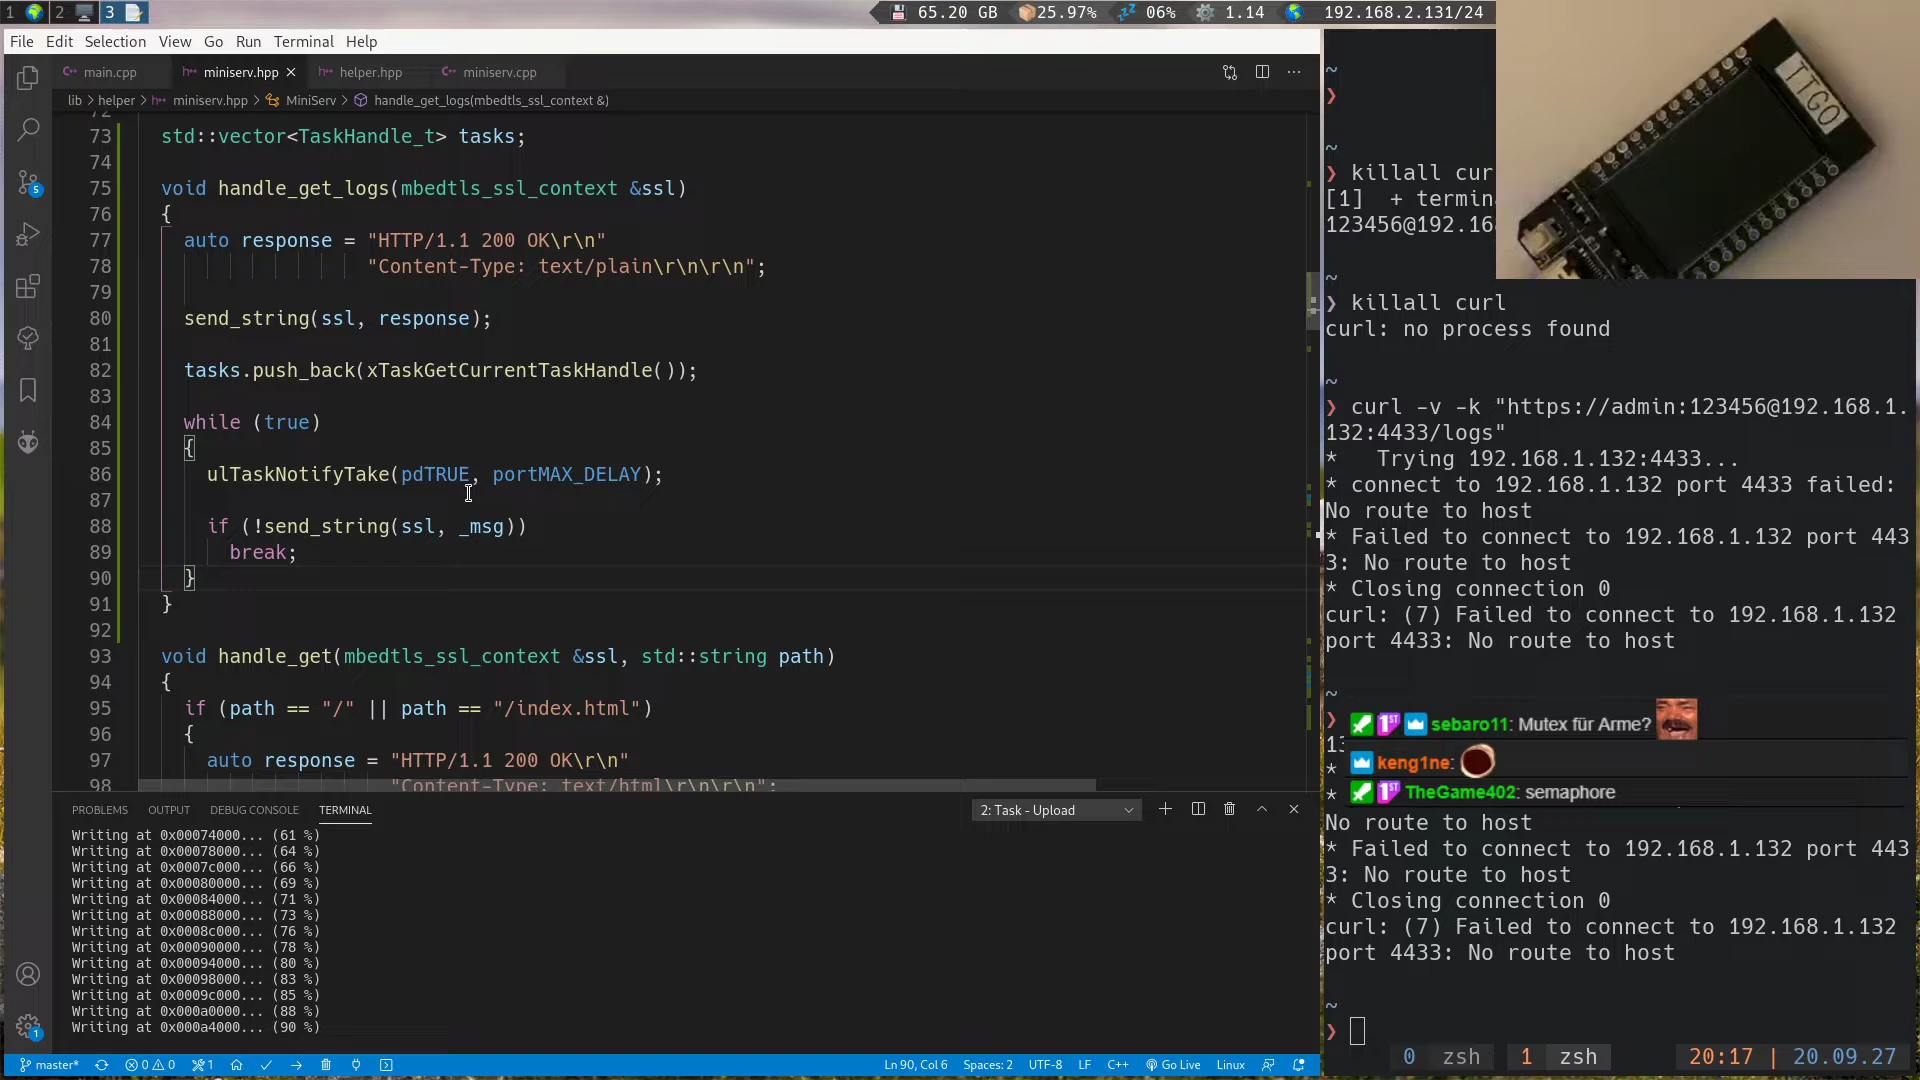 1 2 3 65.20 GB 25.97% 06% 1.14 192.168.2.131/24
File Edit Selection View Go Run Terminal Help
main.cpp miniserv.hpp helper.hpp miniserv.cpp
lib > helper > miniserv.hpp > MiniServ > handle_get_logs(mbedtls_ssl_context &)
72
73 std::vector<TaskHandle_t> tasks;
74
75 void handle_get_logs(mbedtls_ssl_context &ssl)
76 {
77 auto response = "HTTP/1.1 200 OK\r\n"
78 "Content-Type: text/plain\r\n\r\n";
79
80 send_string(ssl, response);
81
82 tasks.push_back(xTaskGetCurrentTaskHandle());
83
84 while (true)
85 {
86 ulTaskNotifyTake(pdTRUE, portMAX_DELAY);
87
88 if (!send_string(ssl, _msg))
89 break;
90 }
91 }
92
93 void handle_get(mbedtls_ssl_context &ssl, std::string path)
94 {
95 if (path == "/" || path == "/index.html")
96 {
97 auto response = "HTTP/1.1 200 OK\r\n"
98 "Content-Type: text/html\r\n\r\n";
5
1
PROBLEMS OUTPUT DEBUG CONSOLE TERMINAL 2: Task - Upload
Writing at 0x00074000... (61 %)
Writing at 0x00078000... (64 %)
Writing at 0x0007c000... (66 %)
Writing at 0x00080000... (69 %)
Writing at 0x00084000... (71 %)
Writing at 0x00088000... (73 %)
Writing at 0x0008c000... (76 %)
Writing at 0x00090000... (78 %)
Writing at 0x00094000... (80 %)
Writing at 0x00098000... (83 %)
Writing at 0x0009c000... (85 %)
Writing at 0x000a0000... (88 %)
Writing at 0x000a4000... (90 %)
master* 0 0 1 Ln 90, Col 6 Spaces: 2 UTF-8 LF C++ Go Live Linux
TTGO
~
❯
~
❯ killall cur
[1] + termin
123456@192.16
~
❯ killall curl
curl: no process found
~
❯ curl -v -k "https://admin:123456@192.168.1.
132:4433/logs"
* Trying 192.168.1.132:4433...
* connect to 192.168.1.132 port 4433 failed:
No route to host
* Failed to connect to 192.168.1.132 port 443
3: No route to host
* Closing connection 0
curl: (7) Failed to connect to 192.168.1.132
port 4433: No route to host
~
❯ 1ST sebaro11: Mutex für Arme?
keng1ne:
* 1ST TheGame402: semaphore
No route to host
* Failed to connect to 192.168.1.132 port 443
3: No route to host
* Closing connection 0
curl: (7) Failed to connect to 192.168.1.132
port 4433: No route to host
~
❯
0 zsh 1 zsh 20:17 | 20.09.27